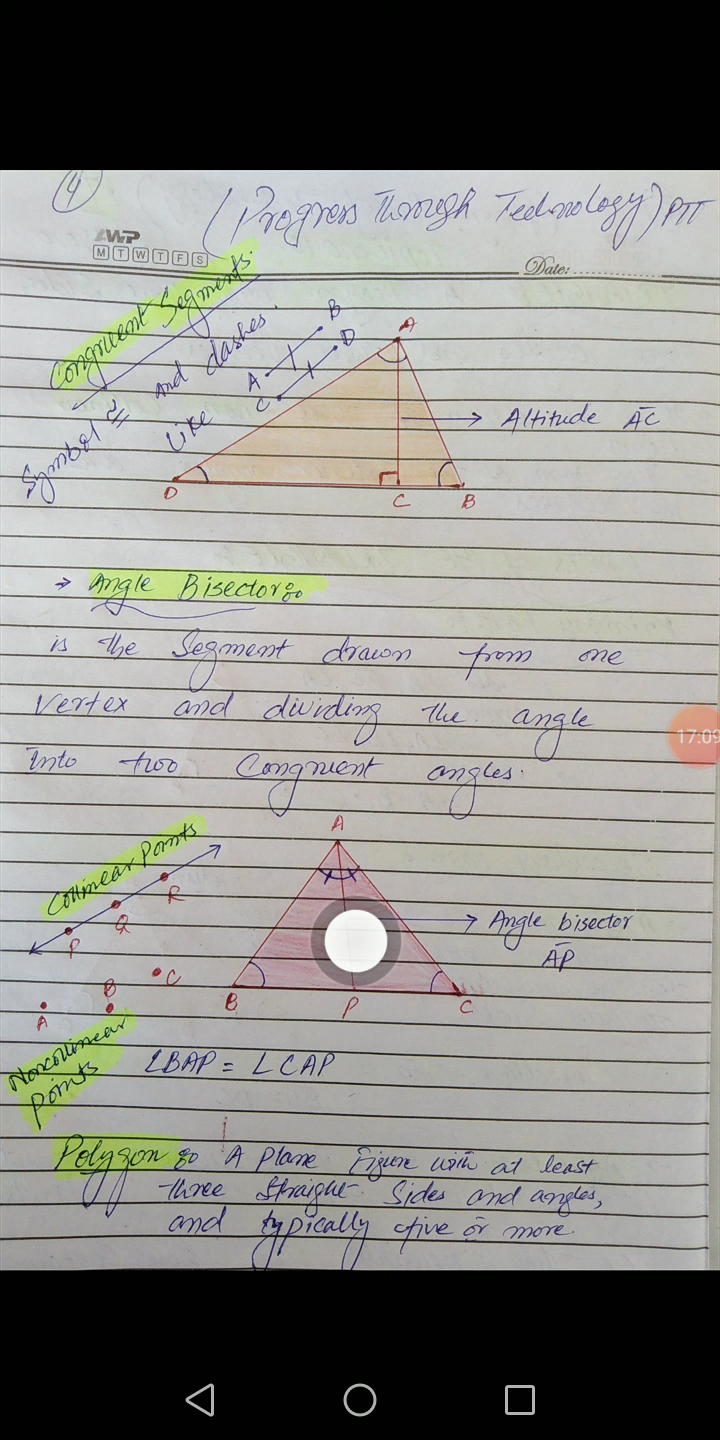 4
(Progress Through Technology) PTT
AWP
M T W T F S
Date:
Congruent Segments:
Symbol ≅ and dashes.
Like
A B
C D
A
D C B
Altitude AC
→ Angle Bisector:
is the Segment drawn from one
vertex and dividing the angle
into two Congruent angles.
Collinear Points
P Q R
A B C
Noncollinear
Points
A
B P C
Angle bisector
AP
∠BAP = ∠CAP
Polygon: A Plane Figure with at least
three straight sides and angles,
and typically five or more.
17:09